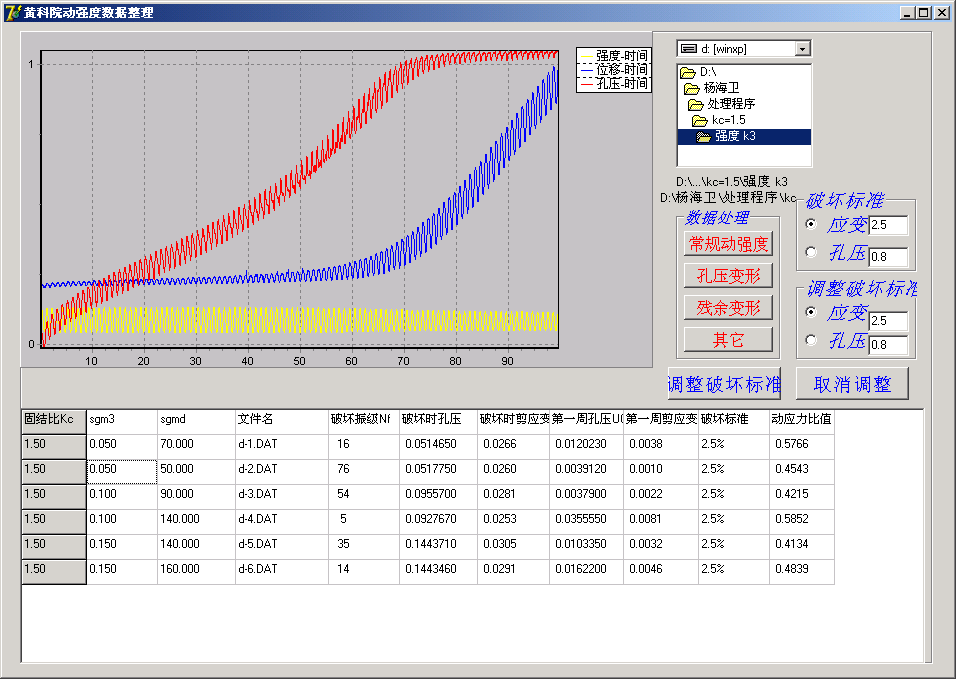 黄科院动强度数据整理
1
0
10 20 30 40 50 60 70 80 90
强度-时间
位移-时间
孔压-时间
d: [winxp]
D:\
杨海卫
处理程序
kc=1.5
强度 k3
D:\...\kc=1.5\强度 k3
D:\杨海卫\处理程序\kc
数据处理
常规动强度
孔压变形
残余变形
其它
破坏标准
应变 2.5
孔压 0.8
调整破坏标准
应变 2.5
孔压 0.8
调整破坏标准
取消调整
固结比Kc sgm3 sgmd 文件名 破坏振级Nf 破坏时孔压 破坏时剪应变 第一周孔压U0 第一周剪应变 破坏标准 动应力比值
1.50 0.050 70.000 d-1.DAT 16 0.0514650 0.0266 0.0120230 0.0038 2.5% 0.5766
1.50 0.050 50.000 d-2.DAT 76 0.0517750 0.0260 0.0039120 0.0010 2.5% 0.4543
1.50 0.100 90.000 d-3.DAT 54 0.0955700 0.0281 0.0037900 0.0022 2.5% 0.4215
1.50 0.100 140.000 d-4.DAT 5 0.0927670 0.0253 0.0355550 0.0081 2.5% 0.5852
1.50 0.150 140.000 d-5.DAT 35 0.1443710 0.0305 0.0103350 0.0032 2.5% 0.4134
1.50 0.150 160.000 d-6.DAT 14 0.1443460 0.0291 0.0162200 0.0046 2.5% 0.4839